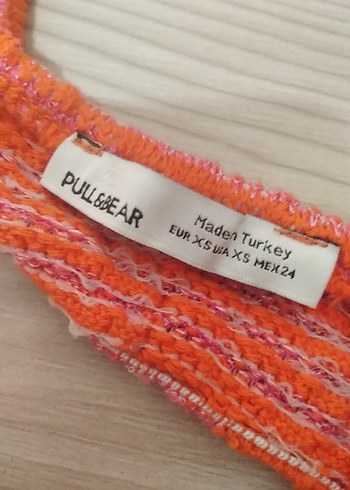 PULL&BEAR
Made in Turkey
EUR XS USA XS MEX 24